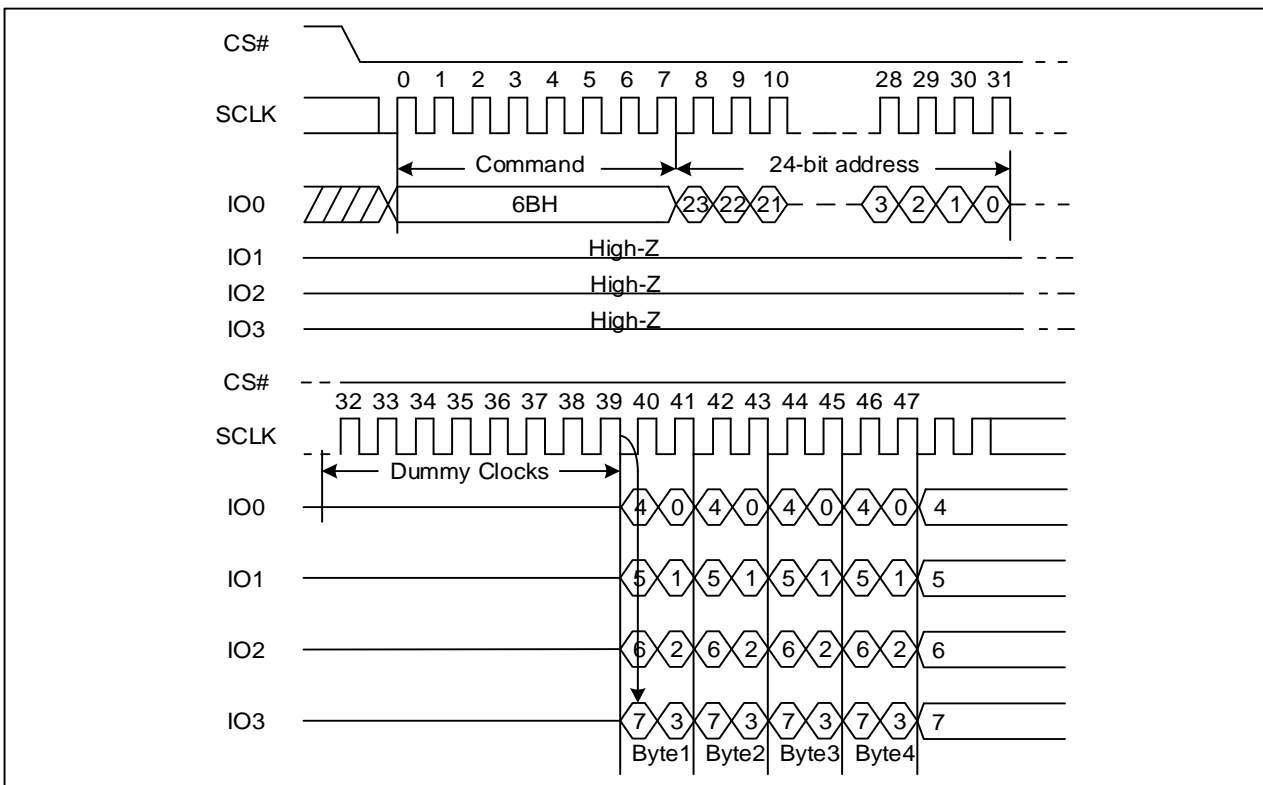 CS#
0 1 2 3 4 5 6 7 8 9 10 28 29 30 31
SCLK
Command 24-bit address
IO0 6BH 23 22 21 3 2 1 0
High-Z
IO1
High-Z
IO2
High-Z
IO3
CS#
32 33 34 35 36 37 38 39 40 41 42 43 44 45 46 47
SCLK
Dummy Clocks
IO0 4 0 4 0 4 0 4 0 4
IO1 5 1 5 1 5 1 5 1 5
IO2 6 2 6 2 6 2 6 2 6
IO3 7 3 7 3 7 3 7 3 7
Byte1 Byte2 Byte3 Byte4